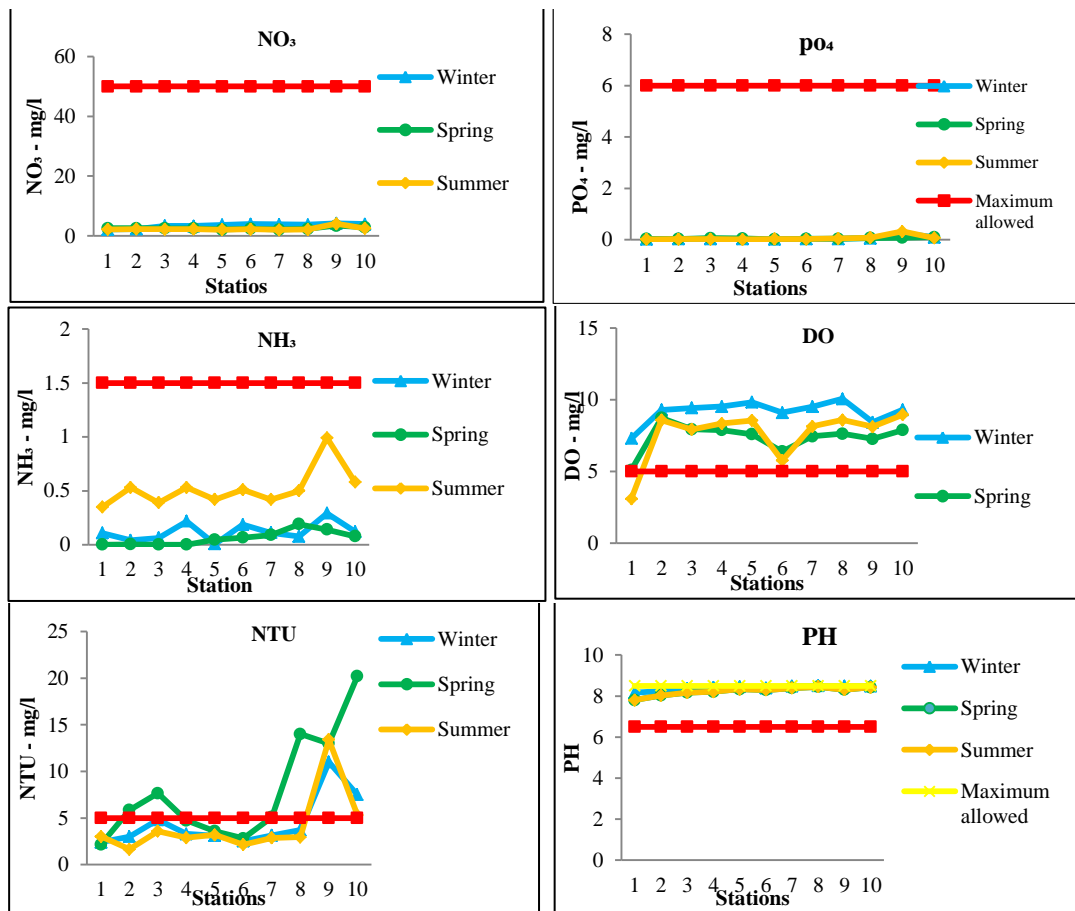 NO₃
60
40
20
0
NO₃ - mg/l
1 2 3 4 5 6 7 8 9 10
Statios
Winter
Spring
Summer
po₄
8
6
4
2
0
PO₄ - mg/l
1 2 3 4 5 6 7 8 9 10
Stations
Winter
Spring
Summer
Maximum
allowed
NH₃
2
1.5
1
0.5
0
NH₃ - mg/l
1 2 3 4 5 6 7 8 9 10
Station
Winter
Spring
Summer
DO
15
10
5
0
DO - mg/l
1 2 3 4 5 6 7 8 9 10
Stations
Winter
Spring
NTU
25
20
15
10
5
0
NTU - mg/l
1 2 3 4 5 6 7 8 9 10
Stations
Winter
Spring
Summer
PH
10
8
6
4
2
0
PH
1 2 3 4 5 6 7 8 9 10
Stations
Winter
Spring
Summer
Maximum
allowed